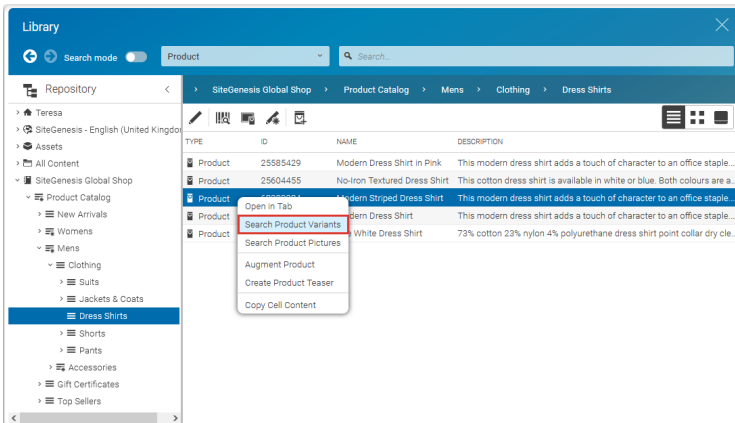 Library
Search mode
Product
Search...
Repository
SiteGenesis Global Shop > Product Catalog > Mens > Clothing > Dress Shirts
Teresa
SiteGenesis - English (United Kingdor
Assets
All Content
SiteGenesis Global Shop
Product Catalog
New Arrivals
Womens
Mens
Clothing
Suits
Jackets & Coats
Dress Shirts
Shorts
Pants
Accessories
Gift Certificates
Top Sellers
TYPE ID NAME DESCRIPTION
Product 25585429 Modern Dress Shirt in Pink This modern dress shirt adds a touch of character to an office staple...
Product 25604455 No-Iron Textured Dress Shirt This cotton dress shirt is available in white or blue. Both colours are a...
Product Modern Striped Dress Shirt This modern dress shirt adds a touch of character to an office staple...
Product dern Dress Shirt This modern dress shirt adds a touch of character to an office staple...
Product e White Dress Shirt 73% cotton 23% nylon 4% polyurethane dress shirt point collar dry cle...
Open in Tab
Search Product Variants
Search Product Pictures
Augment Product
Create Product Teaser
Copy Cell Content